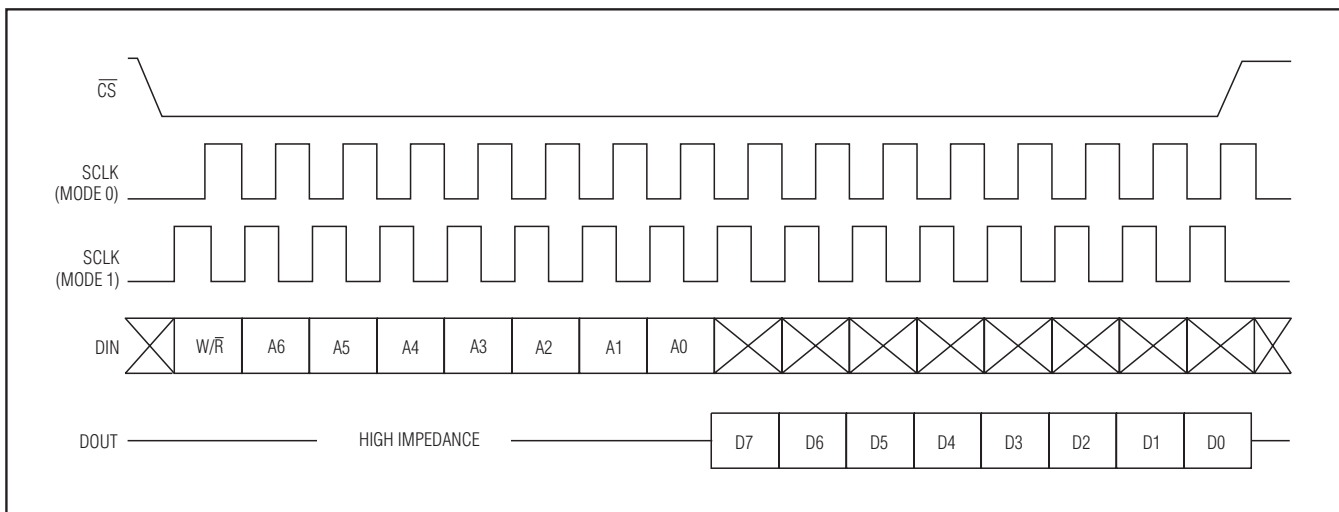 C̅S̅
SCLK
(MODE 0)
SCLK
(MODE 1)
DIN W/R̅ A6 A5 A4 A3 A2 A1 A0
DOUT HIGH IMPEDANCE D7 D6 D5 D4 D3 D2 D1 D0